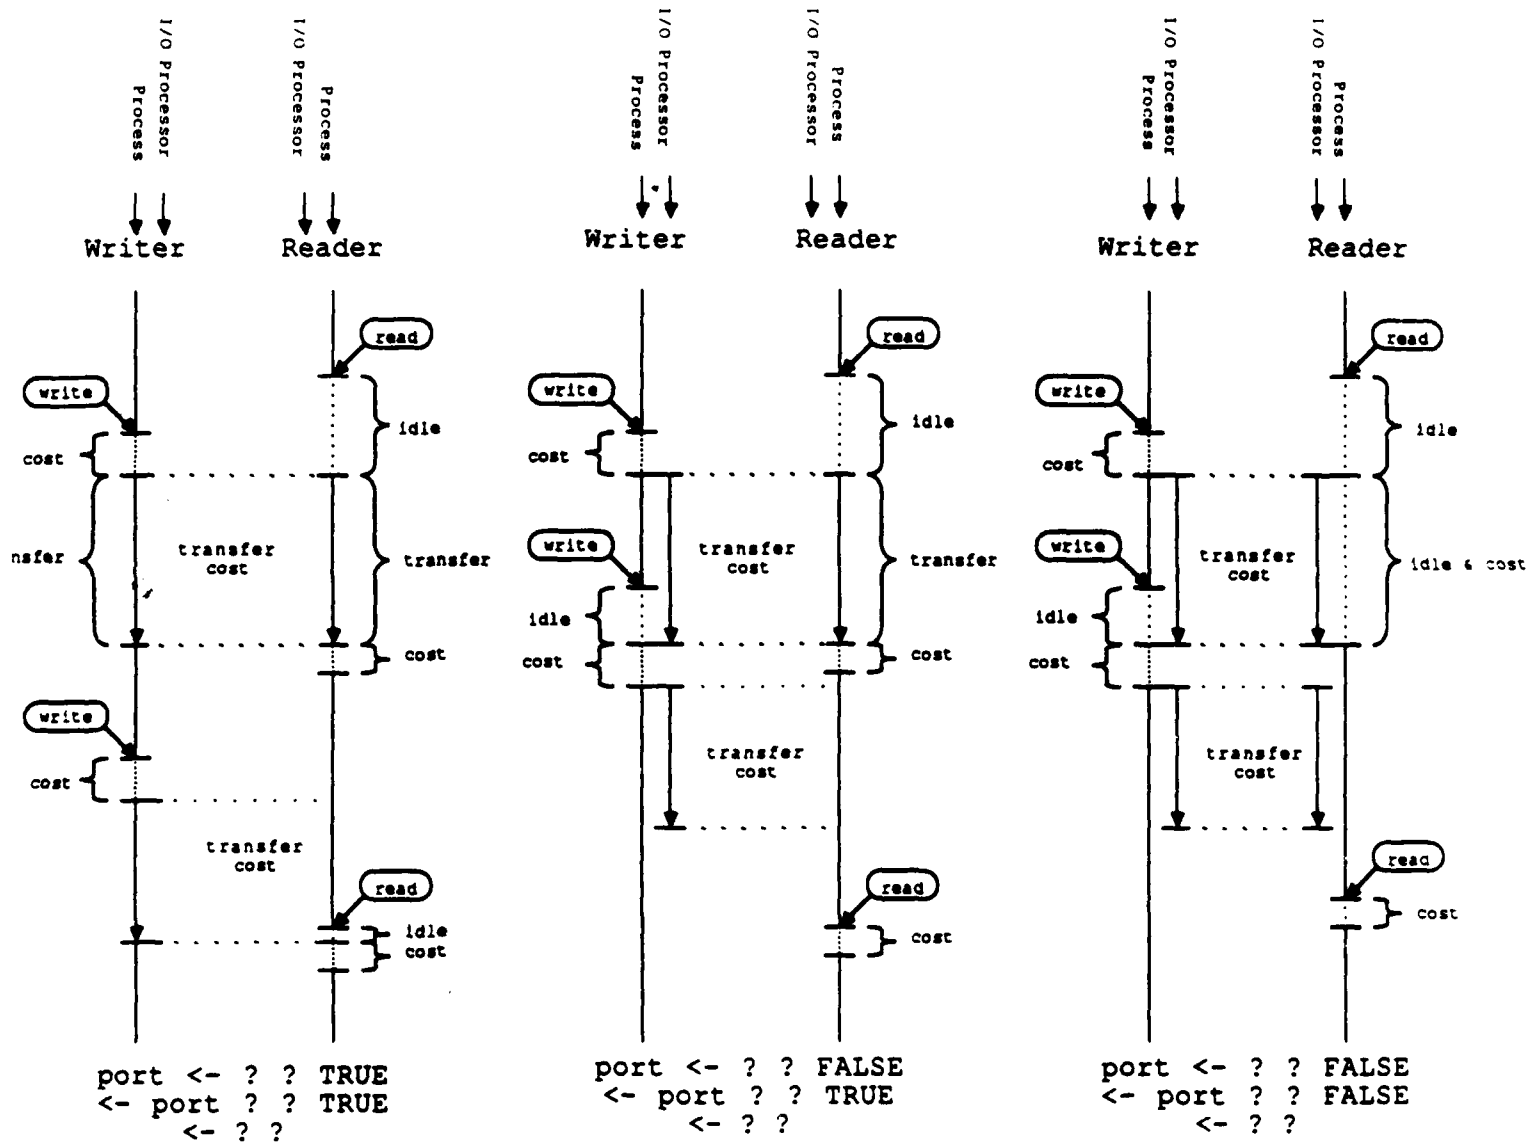 Process
I/O Processor
I/O Processor
Process
Writer
Reader
read
write
cost
idle
nsfer
transfer
cost
transfer
cost
write
cost
transfer
cost
read
idle
cost
port <- ? ? TRUE
<- port ? ? TRUE
<- ? ?
Process
I/O Processor
I/O Processor
Process
Writer
Reader
read
write
cost
idle
write
transfer
cost
transfer
idle
cost
cost
transfer
cost
read
cost
port <- ? ? FALSE
<- port ? ? TRUE
<- ? ?
Process
I/O Processor
I/O Processor
Process
Writer
Reader
read
write
cost
idle
write
transfer
cost
idle & cost
idle
cost
transfer
cost
read
cost
port <- ? ? FALSE
<- port ? ? FALSE
<- ? ?